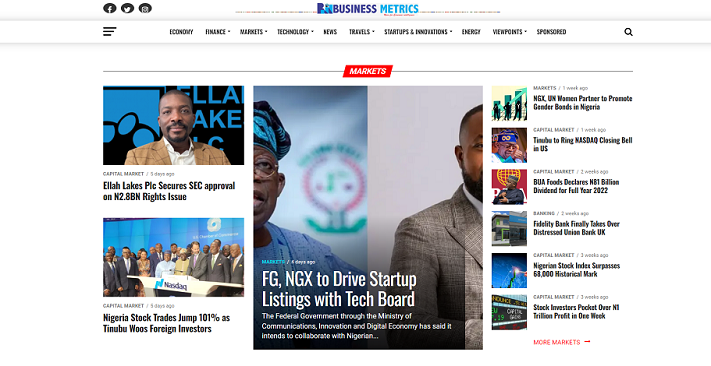 BUSINESS METRICS
ECONOMY FINANCE MARKETS TECHNOLOGY NEWS TRAVELS STARTUPS & INNOVATIONS ENERGY VIEWPOINTS SPONSORED
MARKETS
ELLAH
LAKES
CAPITAL MARKET / 5 days ago
Ellah Lakes Plc Secures SEC approval
on N2.8BN Rights Issue
Nasdaq
CAPITAL MARKET / 5 days ago
Nigeria Stock Trades Jump 101% as
Tinubu Woos Foreign Investors
MARKETS / 4 days ago
FG, NGX to Drive Startup
Listings with Tech Board
The Federal Government through the Ministry of
Communications, Innovation and Digital Economy has said it
intends to collaborate with Nigerian...
MARKETS / 1 week ago
NGX, UN Women Partner to Promote
Gender Bonds in Nigeria
CAPITAL MARKET / 1 week ago
Tinubu to Ring NASDAQ Closing Bell
in US
CAPITAL MARKET / 2 weeks ago
BUA Foods Declares N81 Billion
Dividend for Full Year 2022
BANKING / 2 weeks ago
Fidelity Bank Finally Takes Over
Distressed Union Bank UK
CAPITAL MARKET / 3 weeks ago
Nigerian Stock Index Surpasses
68,000 Historical Mark
CAPITAL MARKET / 3 weeks ago
Stock Investors Pocket Over N1
Trillion Profit in One Week
MORE MARKETS